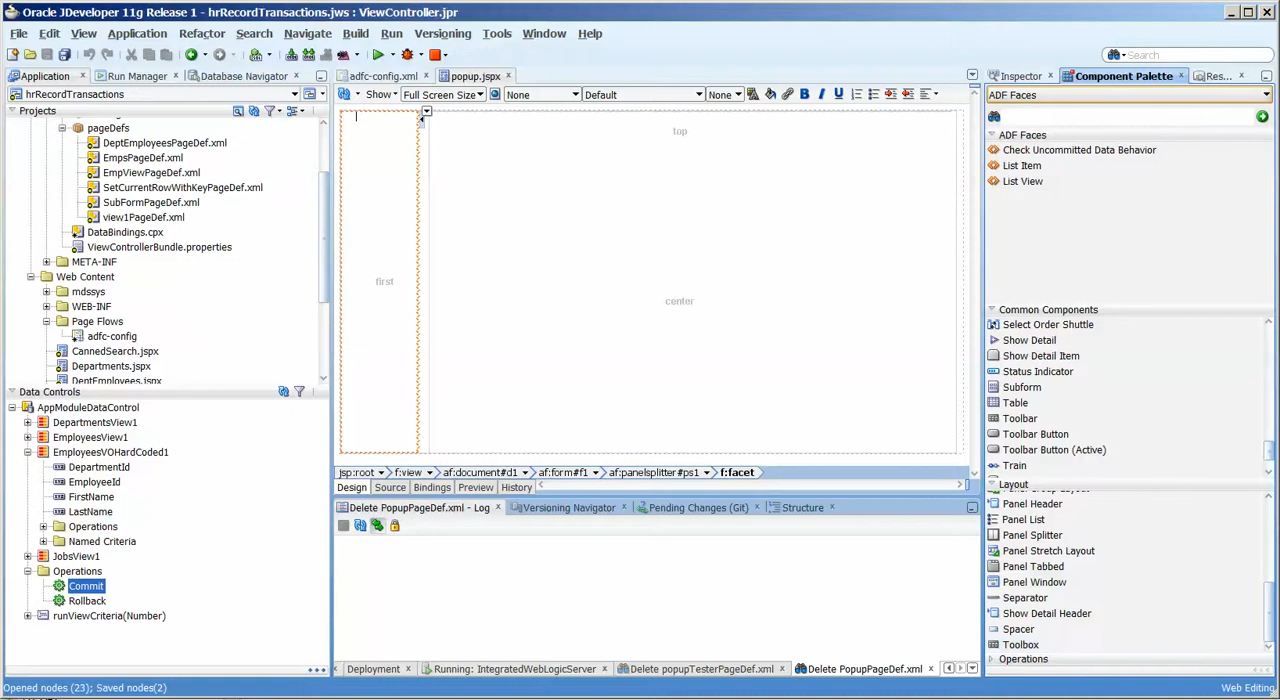 Oracle JDeveloper 11g Release 1 - hrRecordTransactions.jws : ViewController.jpr
File Edit View Application Refactor Search Navigate Build Run Versioning Tools Window Help
Search
Application Run Manager Database Navigator
hrRecordTransactions
Projects
pageDefs
DeptEmployeesPageDef.xml
EmpsPageDef.xml
EmpViewPageDef.xml
SetCurrentRowWithKeyPageDef.xml
SubFormPageDef.xml
view1PageDef.xml
DataBindings.cpx
ViewControllerBundle.properties
META-INF
Web Content
mdssys
WEB-INF
Page Flows
adfc-config
CannedSearch.jspx
Departments.jspx
DeptEmployees.jspx
Data Controls
AppModuleDataControl
DepartmentsView1
EmployeesView1
EmployeesVOHardCoded1
DepartmentId
EmployeeId
FirstName
LastName
Operations
Named Criteria
JobsView1
Operations
Commit
Rollback
runViewCriteria(Number)
adfc-config.xml popup.jspx
Show Full Screen Size None Default None B I U
top
first
center
jsp:root f:view af:document#d1 af:form#f1 af:panelsplitter#ps1 f:facet
Design Source Bindings Preview History
Delete PopupPageDef.xml - Log Versioning Navigator Pending Changes (Git) Structure
Deployment Running: IntegratedWebLogicServer Delete popupTesterPageDef.xml Delete PopupPageDef.xml
Inspector Component Palette Res...
ADF Faces
ADF Faces
Check Uncommitted Data Behavior
List Item
List View
Common Components
Select Order Shuttle
Show Detail
Show Detail Item
Status Indicator
Subform
Table
Toolbar
Toolbar Button
Toolbar Button (Active)
Train
Layout
Panel Group Layout
Panel Header
Panel List
Panel Splitter
Panel Stretch Layout
Panel Tabbed
Panel Window
Separator
Show Detail Header
Spacer
Toolbox
Operations
Opened nodes (23); Saved nodes(2)
Web Editing